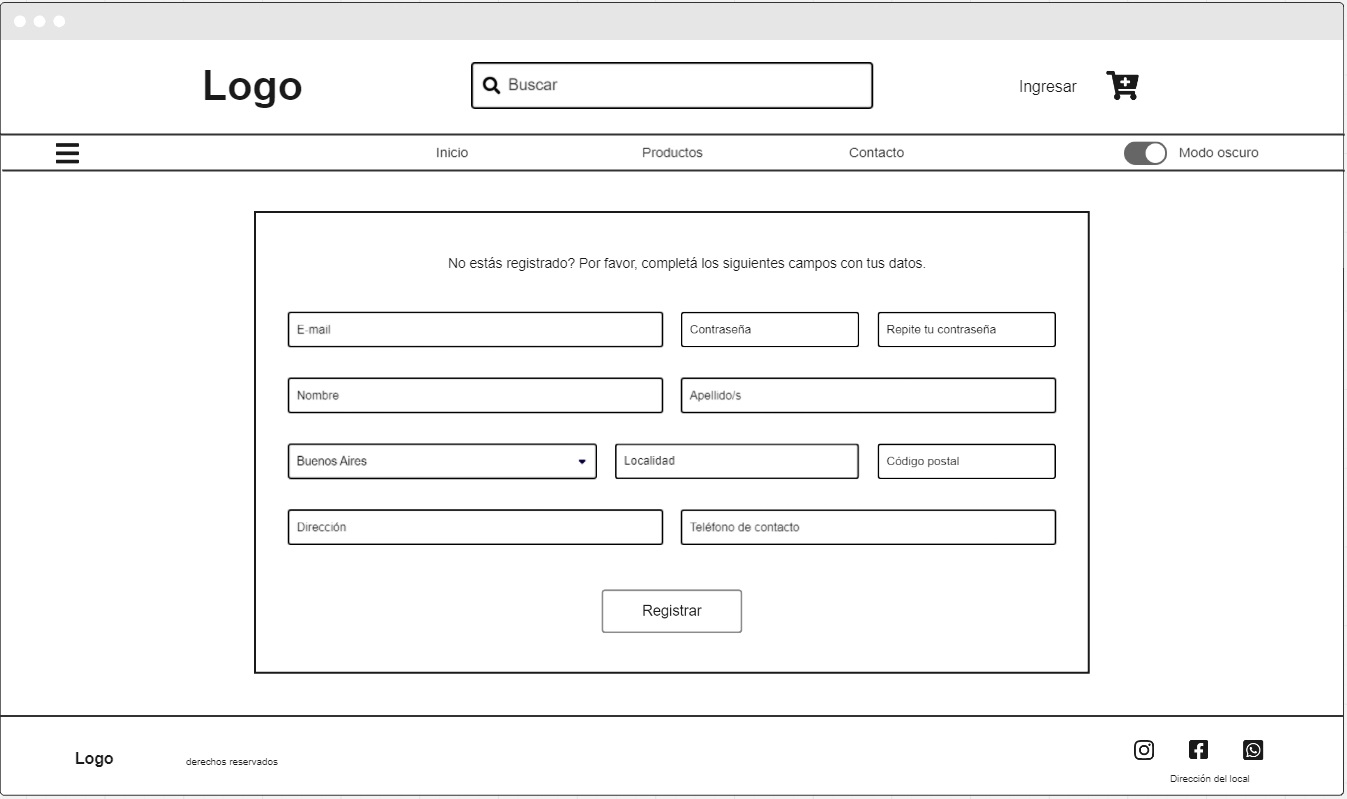 Logo
Buscar
Ingresar
Inicio
Productos
Contacto
Modo oscuro
No estás registrado? Por favor, completá los siguientes campos con tus datos.
E-mail
Contraseña
Repite tu contraseña
Nombre
Apellido/s
Buenos Aires
Localidad
Código postal
Dirección
Teléfono de contacto
Registrar
Logo
derechos reservados
Dirección del local